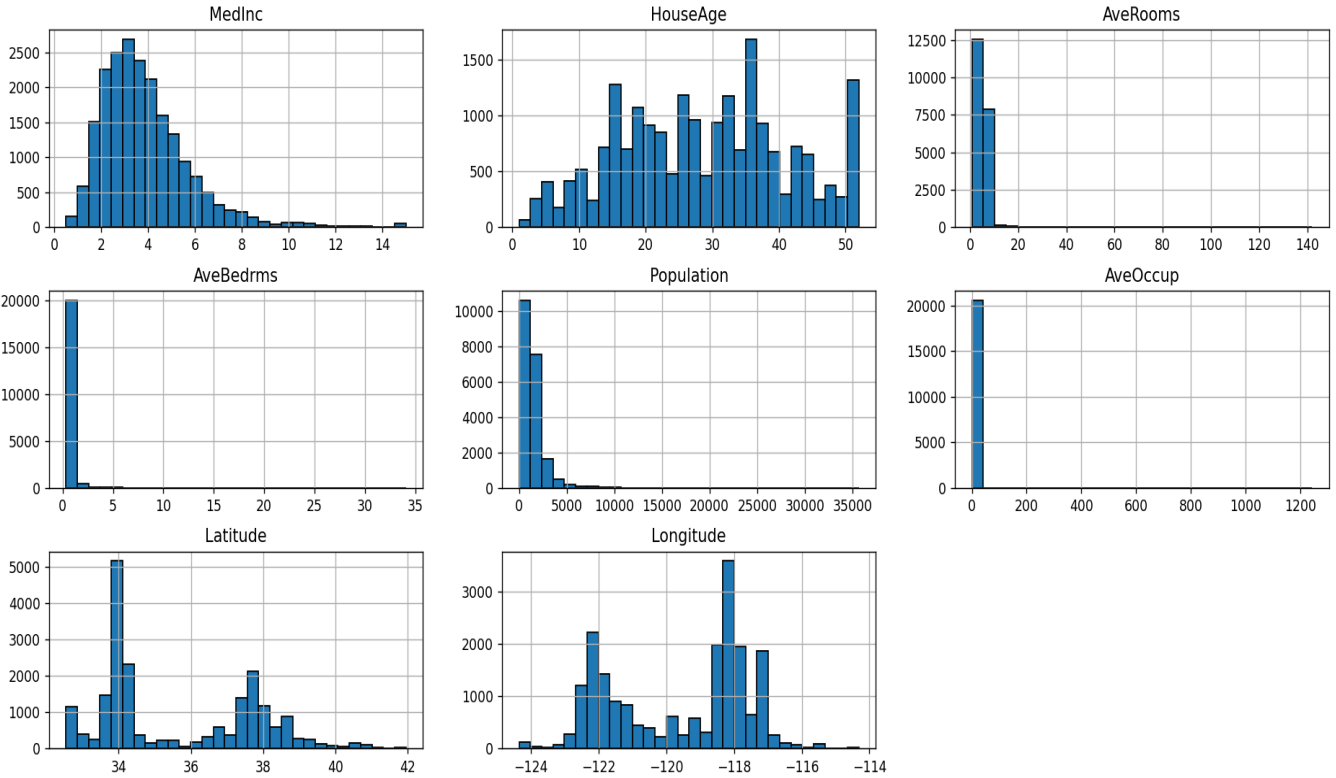 MedInc
2500
2000
1500
1000
500
0
0 2 4 6 8 10 12 14
HouseAge
1500
1000
500
0
0 10 20 30 40 50
AveRooms
12500
10000
7500
5000
2500
0
0 20 40 60 80 100 120 140
AveBedrms
20000
15000
10000
5000
0
0 5 10 15 20 25 30 35
Population
10000
8000
6000
4000
2000
0
0 5000 10000 15000 20000 25000 30000 35000
AveOccup
20000
15000
10000
5000
0
0 200 400 600 800 1000 1200
Latitude
5000
4000
3000
2000
1000
0
34 36 38 40 42
Longitude
3000
2000
1000
0
−124 −122 −120 −118 −116 −114